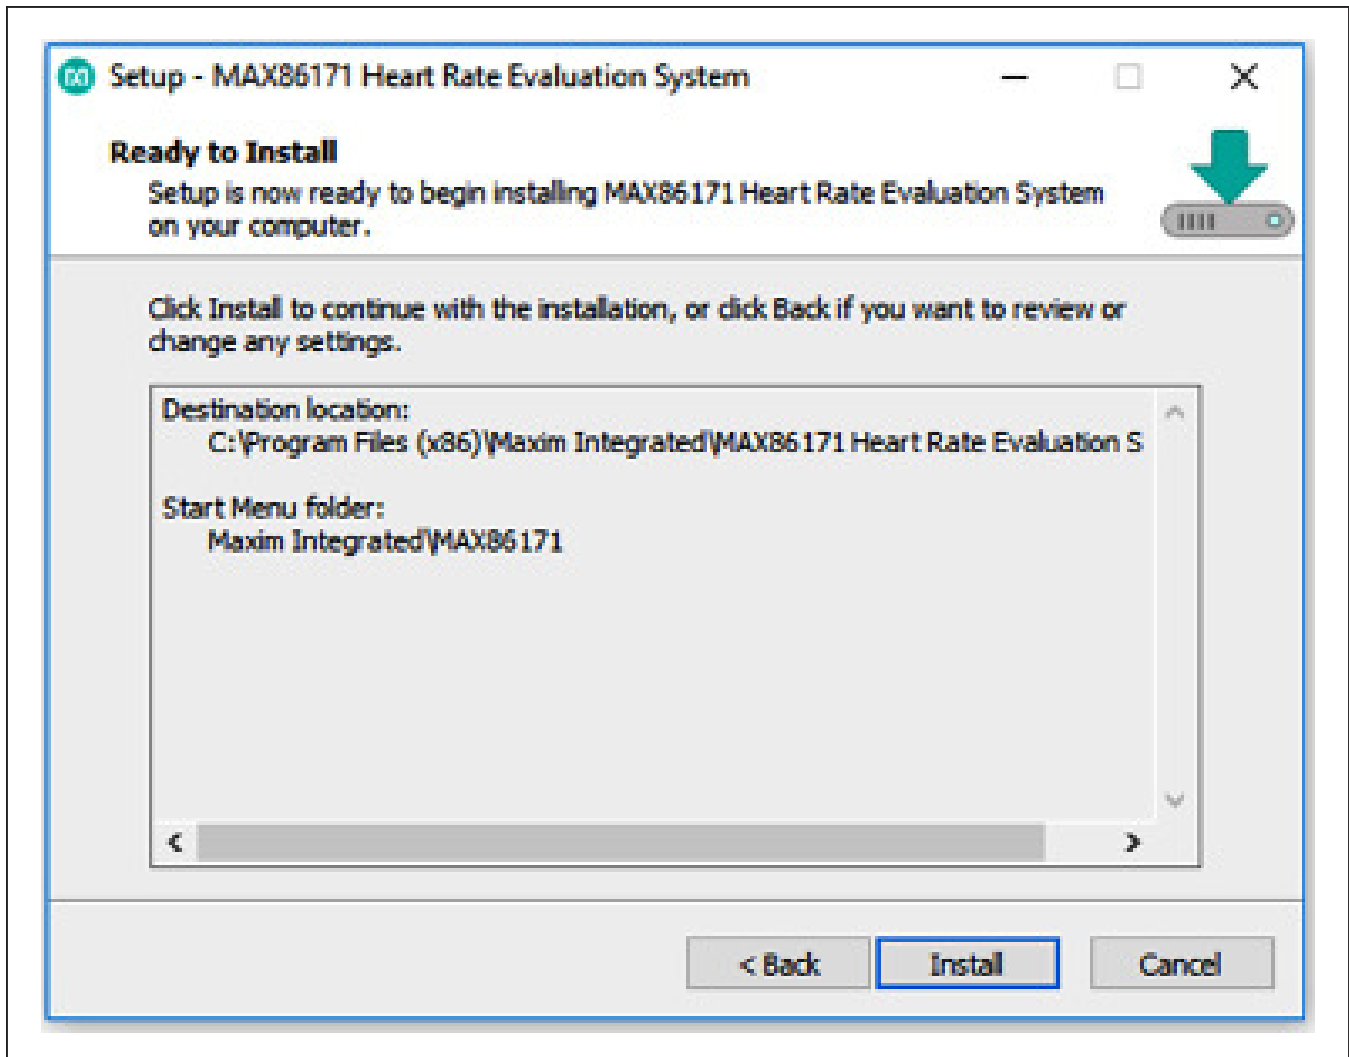 Setup - MAX86171 Heart Rate Evaluation System
Ready to Install
Setup is now ready to begin installing MAX86171 Heart Rate Evaluation System
on your computer.
Click Install to continue with the installation, or click Back if you want to review or
change any settings.
Destination location:
C:\Program Files (x86)\Maxim Integrated\MAX86171 Heart Rate Evaluation S
Start Menu folder:
Maxim Integrated\MAX86171
< Back
Install
Cancel